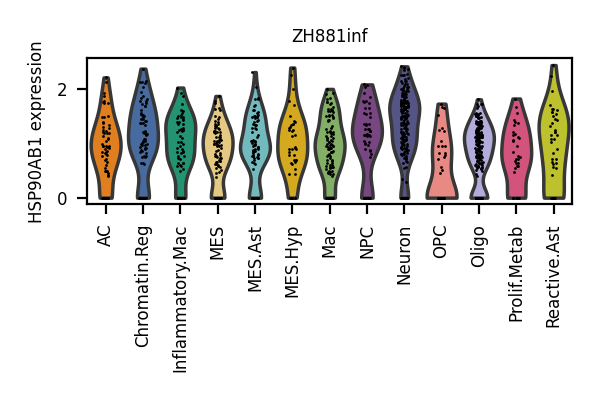 ZH881inf
HSP90AB1 expression
2
0
AC
Chromatin.Reg
Inflammatory.Mac
MES
MES.Ast
MES.Hyp
Mac
NPC
Neuron
OPC
Oligo
Prolif.Metab
Reactive.Ast